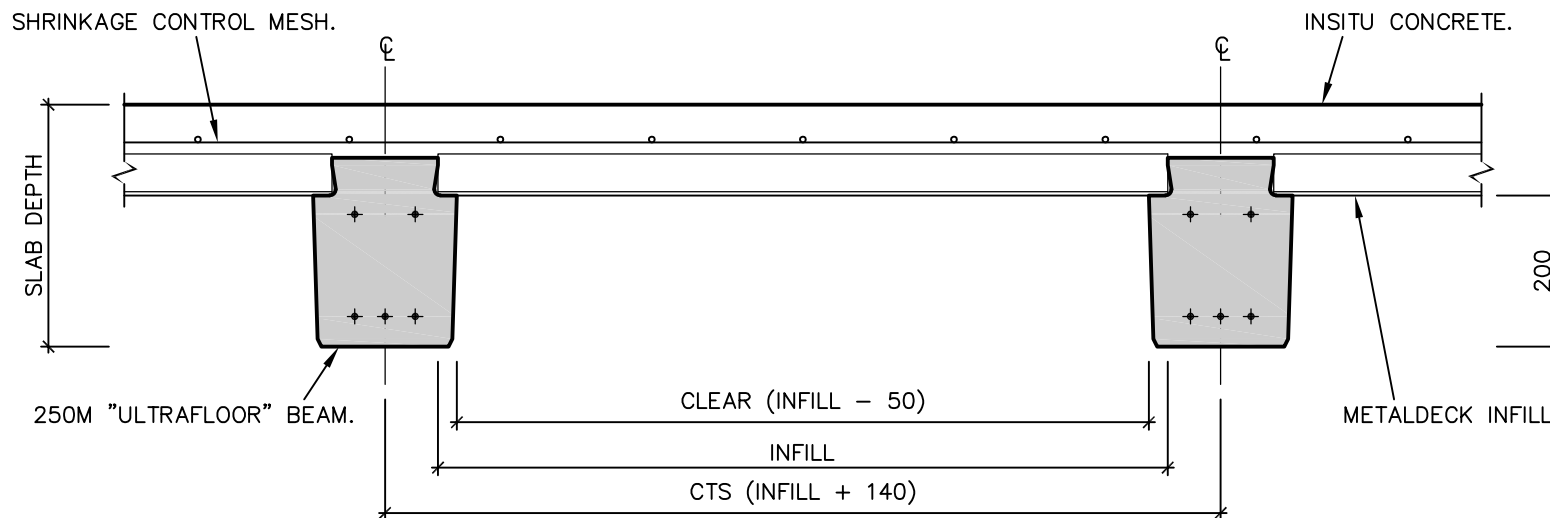 SHRINKAGE CONTROL MESH.
INSITU CONCRETE.
℄
℄
SLAB DEPTH
200
250M "ULTRAFLOOR" BEAM.
CLEAR (INFILL - 50)
METALDECK INFILL
INFILL
CTS (INFILL + 140)